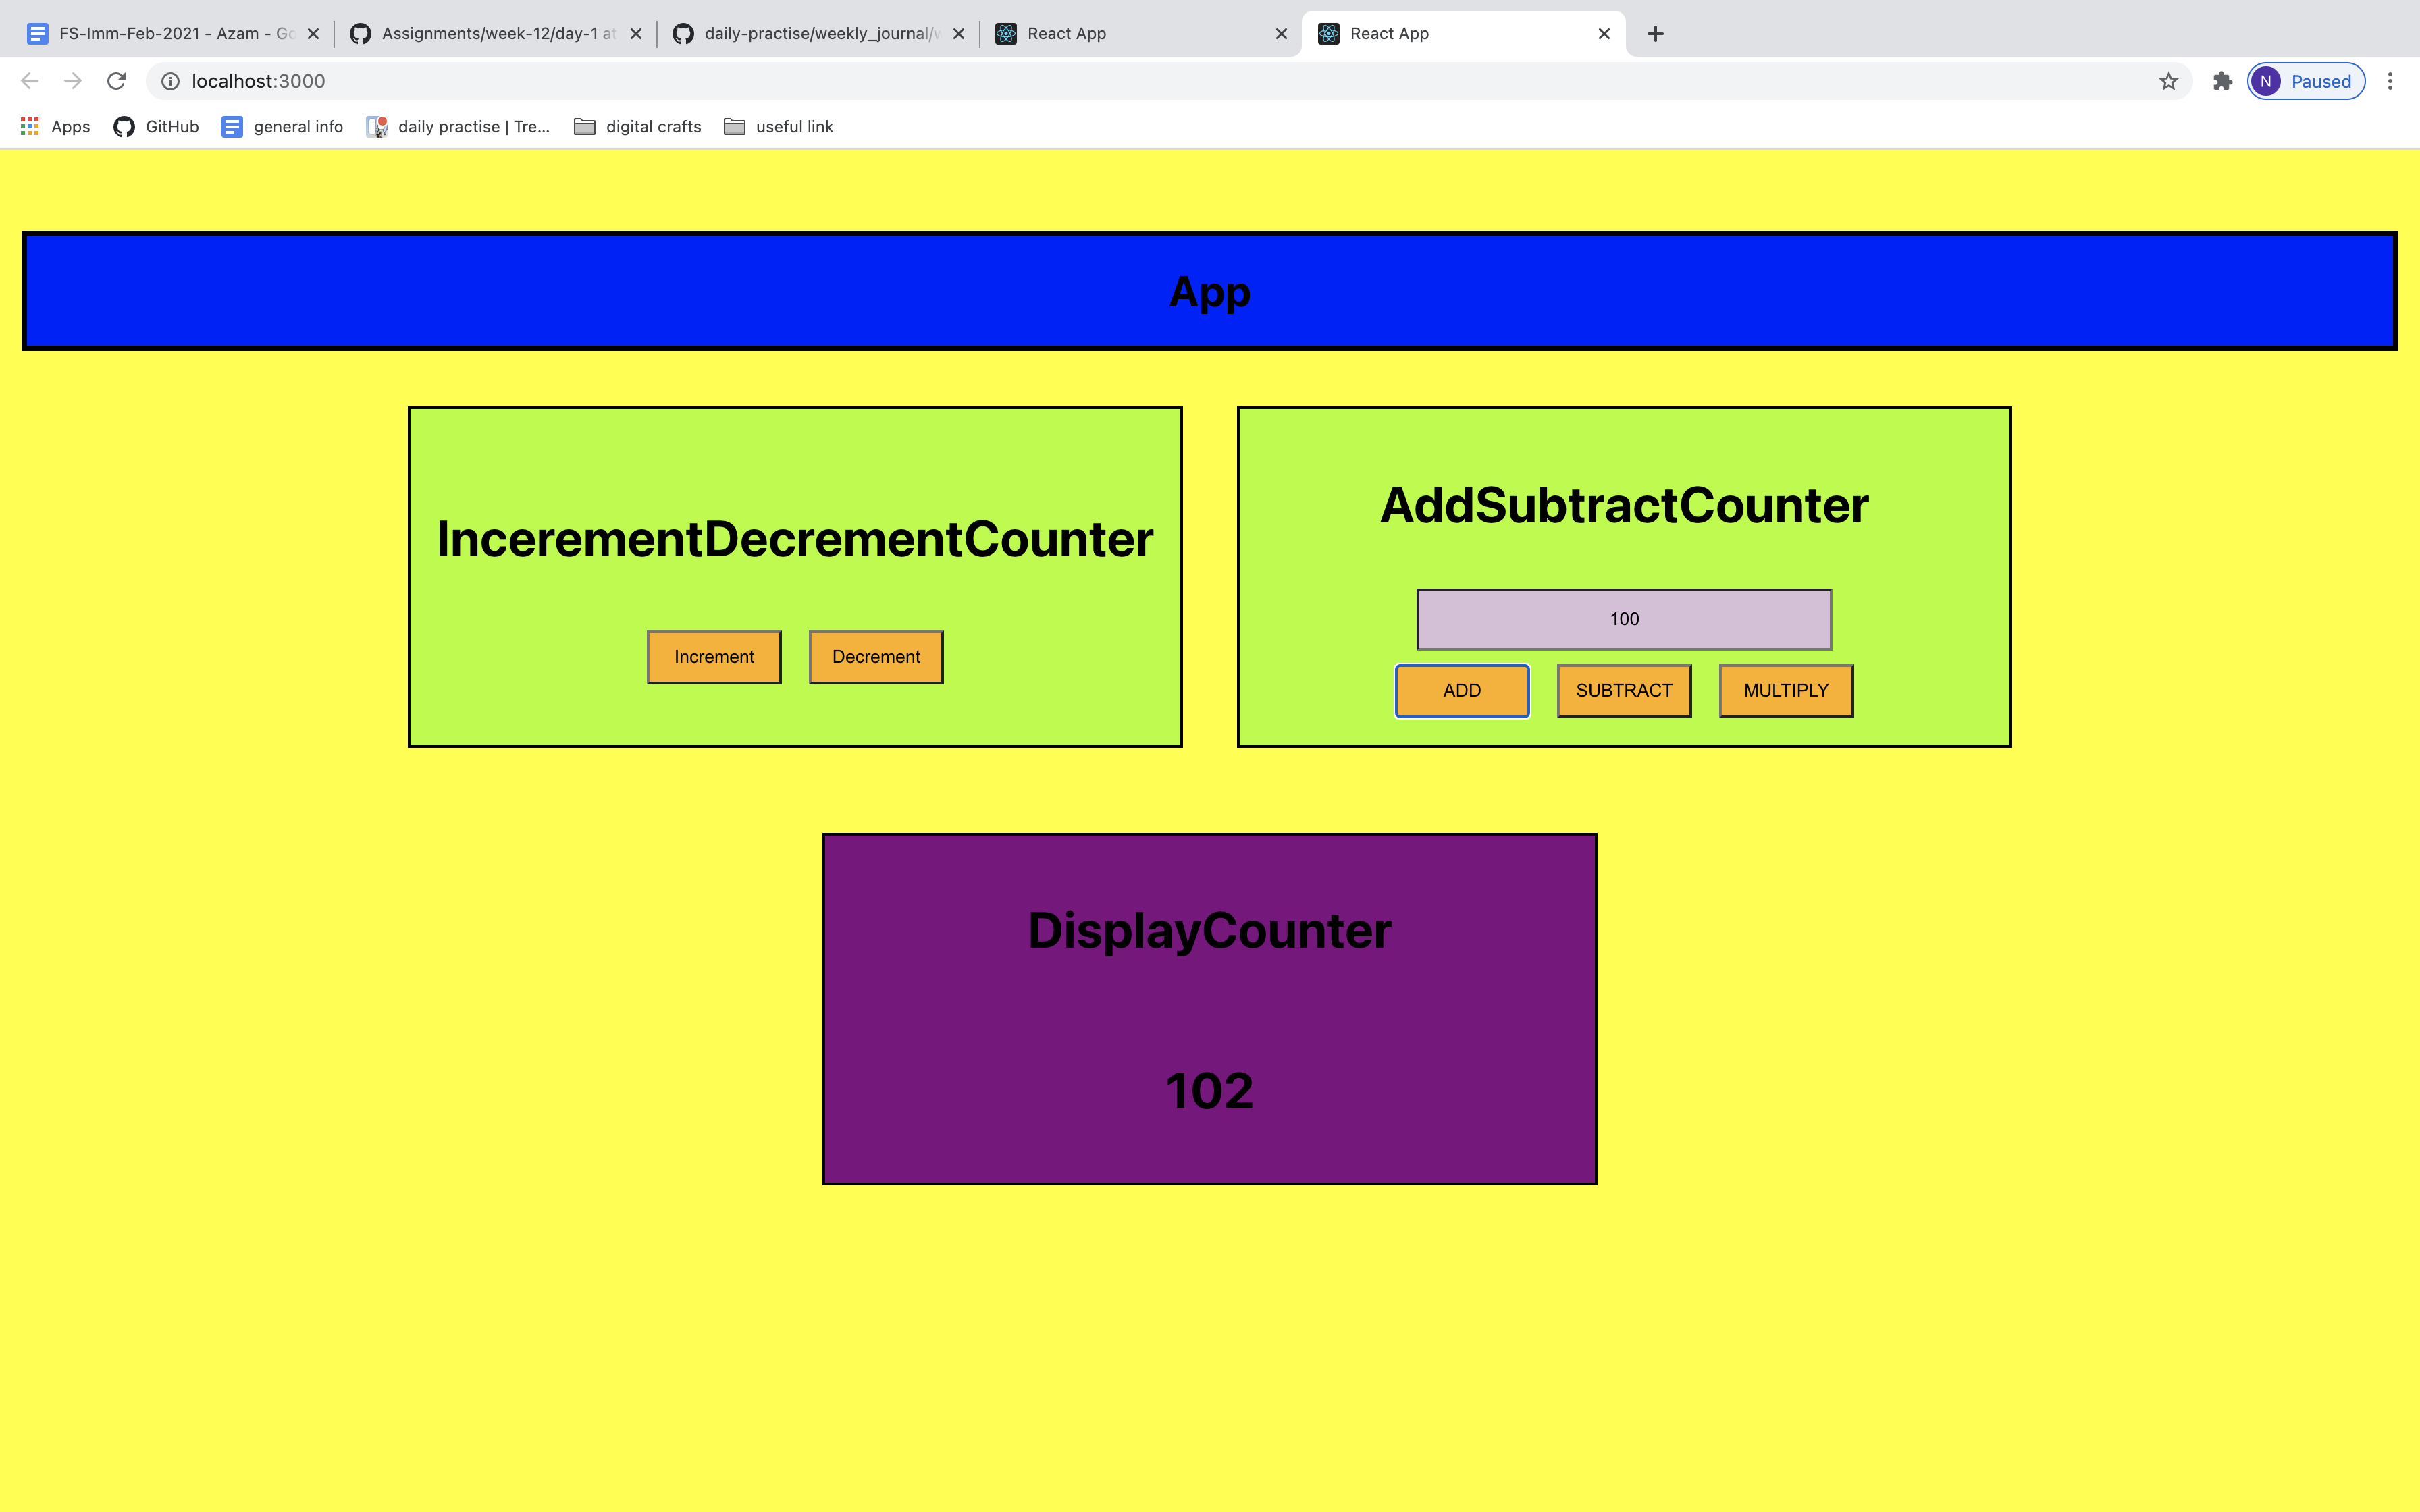 FS-Imm-Feb-2021 - Azam - Go
Assignments/week-12/day-1 at
daily-practise/weekly_journal/w
React App
React App
localhost:3000
N
Paused
Apps
GitHub
general info
daily practise | Tre...
digital crafts
useful link
App
IncerementDecrementCounter
Increment
Decrement
AddSubtractCounter
100
ADD
SUBTRACT
MULTIPLY
DisplayCounter
102